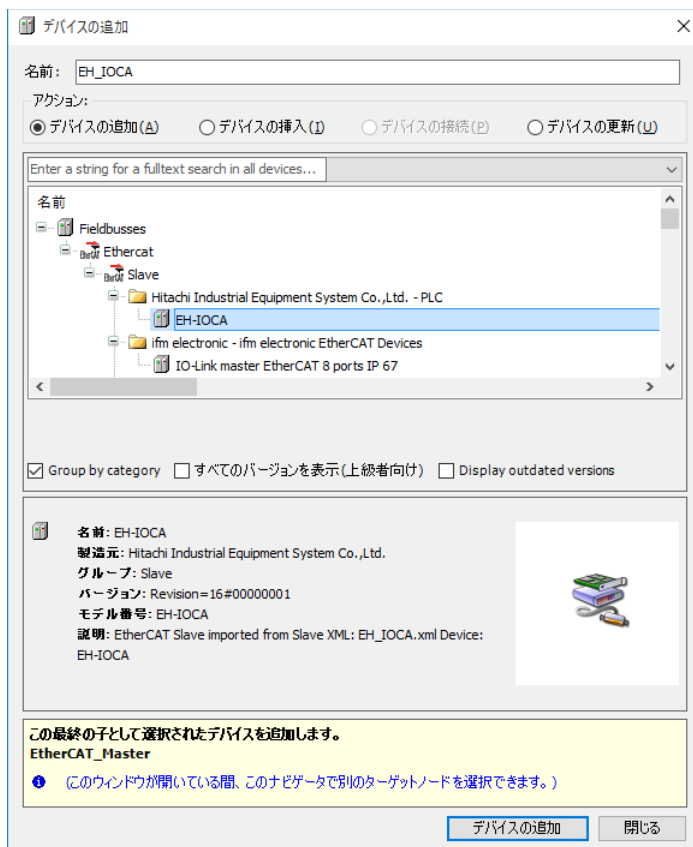 デバイスの追加
名前: EH_IOCA
アクション:
デバイスの追加(A) デバイスの挿入(I) デバイスの接続(P) デバイスの更新(U)
Enter a string for a fulltext search in all devices...
名前
Fieldbusses
Ethercat
Slave
Hitachi Industrial Equipment System Co.,Ltd. - PLC
EH-IOCA
ifm electronic - ifm electronic EtherCAT Devices
IO-Link master EtherCAT 8 ports IP 67
Group by category すべてのバージョンを表示(上級者向け) Display outdated versions
名前: EH-IOCA
製造元: Hitachi Industrial Equipment System Co.,Ltd.
グループ: Slave
バージョン: Revision=16#00000001
モデル番号: EH-IOCA
説明: EtherCAT Slave imported from Slave XML: EH_IOCA.xml Device:
EH-IOCA
この最終の子として選択されたデバイスを追加します。
EtherCAT_Master
(このウィンドウが開いている間、このナビゲータで別のターゲットノードを選択できます。)
デバイスの追加 閉じる